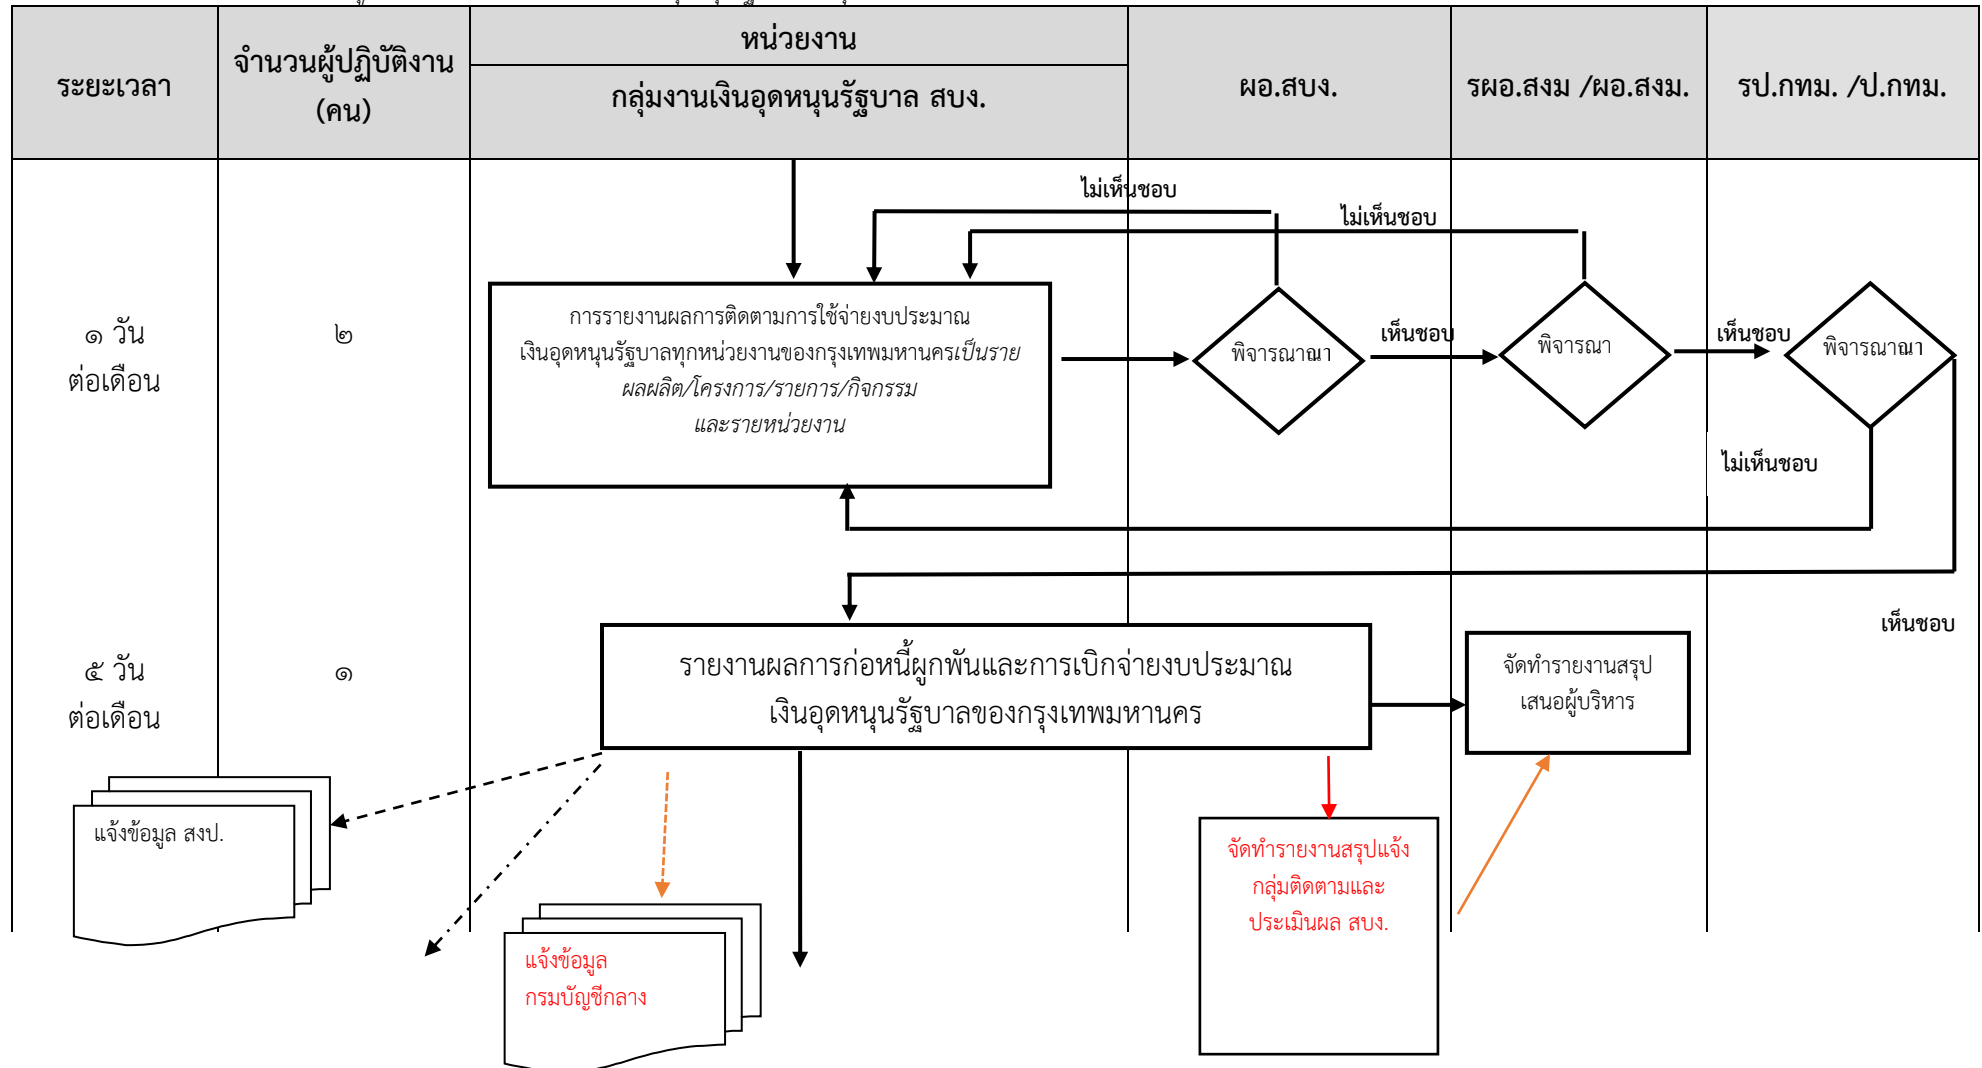 ระยะเวลา
จำนวนผู้ปฏิบัติงาน
(คน)
หน่วยงาน
กลุ่มงานเงินอุดหนุนรัฐบาล สบง.
ผอ.สบง.
รผอ.สงม /ผอ.สงม.
รป.กทม. /ป.กทม.
ไม่เห็นชอบ
ไม่เห็นชอบ
๑ วัน
ต่อเดือน
๒
การรายงานผลการติดตามการใช้จ่ายงบประมาณ
เงินอุดหนุนรัฐบาลทุกหน่วยงานของกรุงเทพมหานครเป็นราย
ผลผลิต/โครงการ/รายการ/กิจกรรม
และรายหน่วยงาน
พิจารณาณา
เห็นชอบ
พิจารณา
เห็นชอบ
พิจารณาณา
ไม่เห็นชอบ
เห็นชอบ
๕ วัน
ต่อเดือน
๑
รายงานผลการก่อหนี้ผูกพันและการเบิกจ่ายงบประมาณ
เงินอุดหนุนรัฐบาลของกรุงเทพมหานคร
จัดทำรายงานสรุป
เสนอผู้บริหาร
แจ้งข้อมูล สงป.
แจ้งข้อมูล
กรมบัญชีกลาง
จัดทำรายงานสรุปแจ้ง
กลุ่มติดตามและ
ประเมินผล สบง.